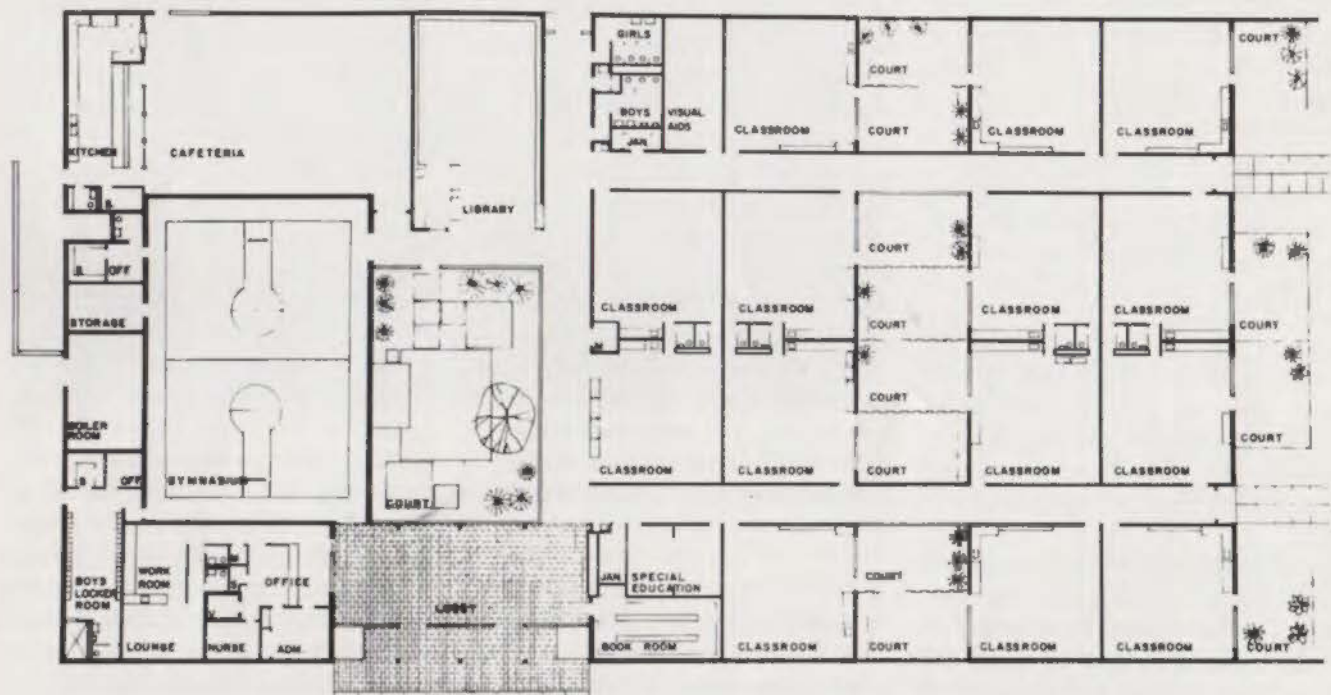 GIRLS
COURT
COURT
BOYS
VISUAL
AIDS
CLASSROOM
COURT
CLASSROOM
CLASSROOM
JAN
KITCHEN
CAFETERIA
S.
LIBRARY
COURT
S.
OFF
CLASSROOM
CLASSROOM
CLASSROOM
CLASSROOM
STORAGE
COURT
COURT
COURT
BOILER
ROOM
COURT
S
OFF
GYMNASIUM
CLASSROOM
CLASSROOM
COURT
CLASSROOM
CLASSROOM
COURT
WORK
ROOM
OFFICE
BOYS
LOCKER
ROOM
JAN
SPECIAL
EDUCATION
COURT
LOBBY
LOUNGE
NURSE
ADM.
BOOK ROOM
CLASSROOM
COURT
CLASSROOM
CLASSROOM
COURT